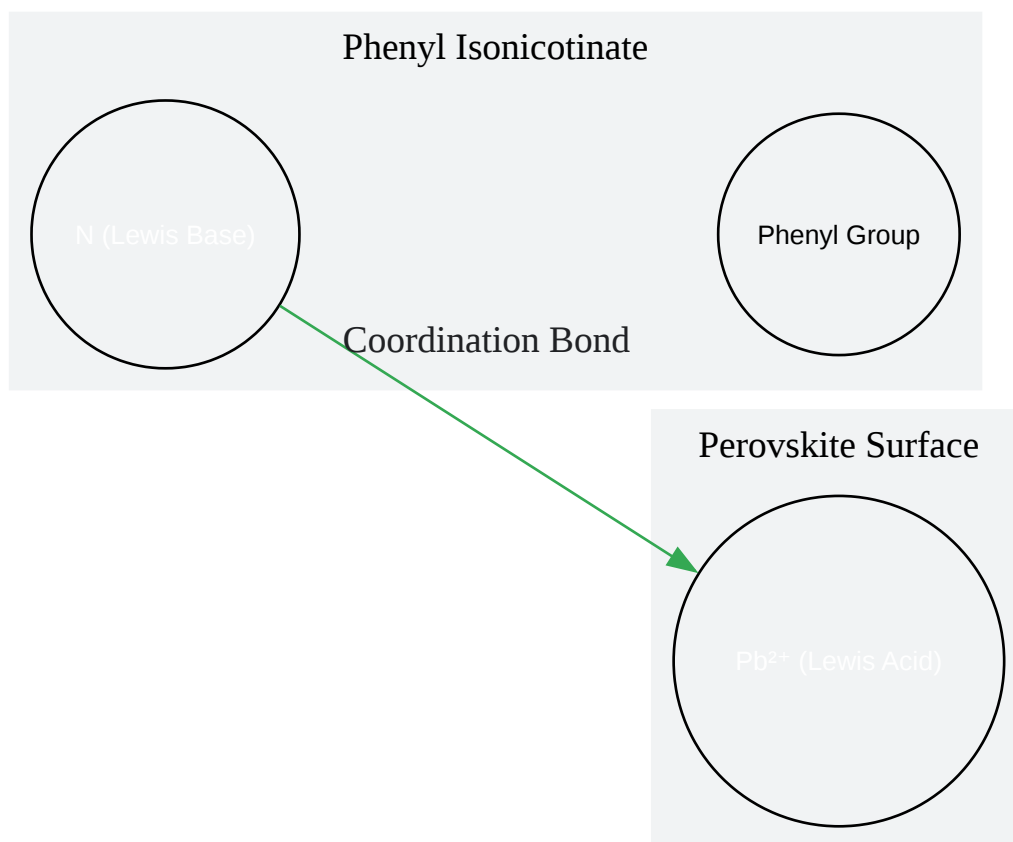 Phenyl Isonicotinate
N (Lewis Base)
Phenyl Group
Coordination Bond
Perovskite Surface
Pb²⁺ (Lewis Acid)